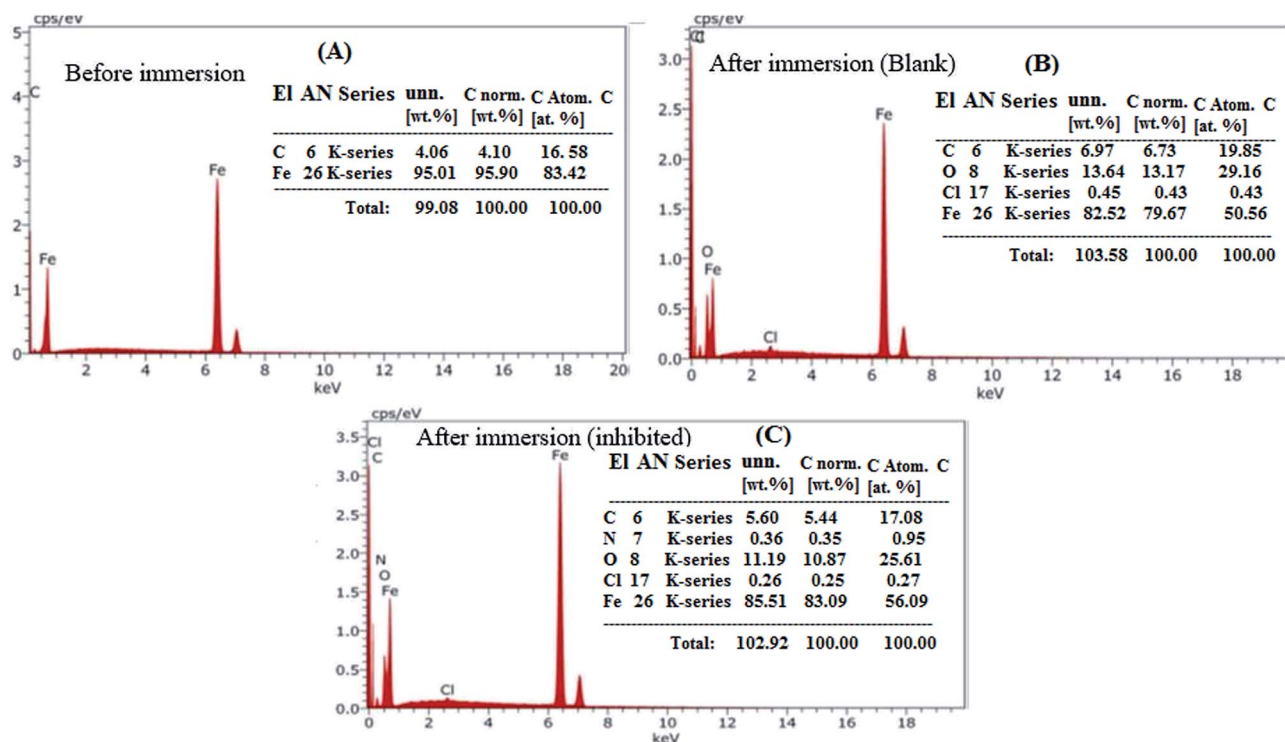 cps/eV
(A)
Before immersion
El AN Series unn. C norm. C Atom. C
[wt.%] [wt.%] [at. %]
C 6 K-series 4.06 4.10 16.58
Fe 26 K-series 95.01 95.90 83.42
Total: 99.08 100.00 100.00
5
4
3
2
1
0
C
Fe
Fe
2 4 6 8 10 12 14 16 18 20
keV
cps/eV
After immersion (Blank) (B)
El AN Series unn. C norm. C Atom. C
[wt.%] [wt.%] [at. %]
C 6 K-series 6.97 6.73 19.85
O 8 K-series 13.64 13.17 29.16
Cl 17 K-series 0.45 0.43 0.43
Fe 26 K-series 82.52 79.67 50.56
Total: 103.58 100.00 100.00
3.0
2.5
2.0
1.5
1.0
0.5
0.0
Fe
O
Fe
Cl
0 2 4 6 8 10 12 14 16 18
keV
cps/eV
After immersion (inhibited) (C)
El AN Series unn. C norm. C Atom. C
[wt.%] [wt.%] [at. %]
C 6 K-series 5.60 5.44 17.08
N 7 K-series 0.36 0.35 0.95
O 8 K-series 11.19 10.87 25.61
Cl 17 K-series 0.26 0.25 0.27
Fe 26 K-series 85.51 83.09 56.09
Total: 102.92 100.00 100.00
3.5
3.0
2.5
2.0
1.5
1.0
0.5
0.0
Cl
C
Fe
N
O
Fe
Cl
0 2 4 6 8 10 12 14 16 18
keV